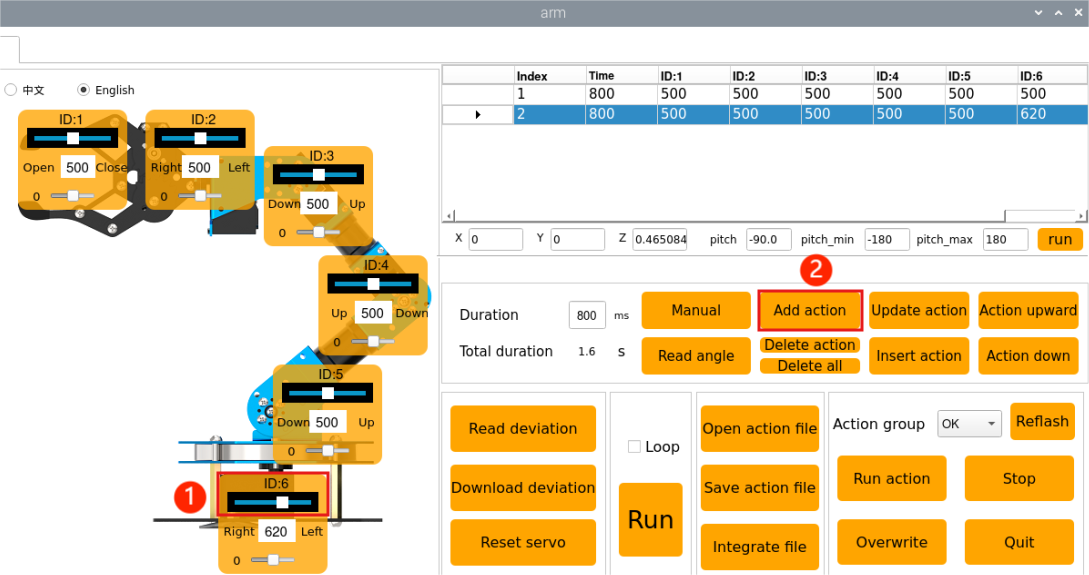 arm
中文
English
ID:1
Open 500 Close
0
ID:2
Right 500 Left
0
ID:3
Down 500 Up
0
ID:4
Up 500 Down
0
ID:5
Down 500 Up
0
1
ID:6
Right 620 Left
0
Index Time ID:1 ID:2 ID:3 ID:4 ID:5 ID:6
1 800 500 500 500 500 500 500
2 800 500 500 500 500 500 620
X 0 Y 0 Z 0.465084 pitch -90.0 pitch_min -180 pitch_max 180 run
2
Duration 800 ms
Total duration 1.6 s
Manual
Add action
Update action
Action upward
Read angle
Delete action
Delete all
Insert action
Action down
Read deviation
Download deviation
Reset servo
Loop
Run
Open action file
Save action file
Integrate file
Action group OK Reflash
Run action
Stop
Overwrite
Quit